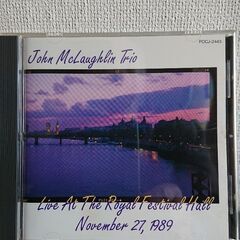 POCJ-2465
John McLaughlin Trio
Live At The Royal Festival Hall
November 27, 1989